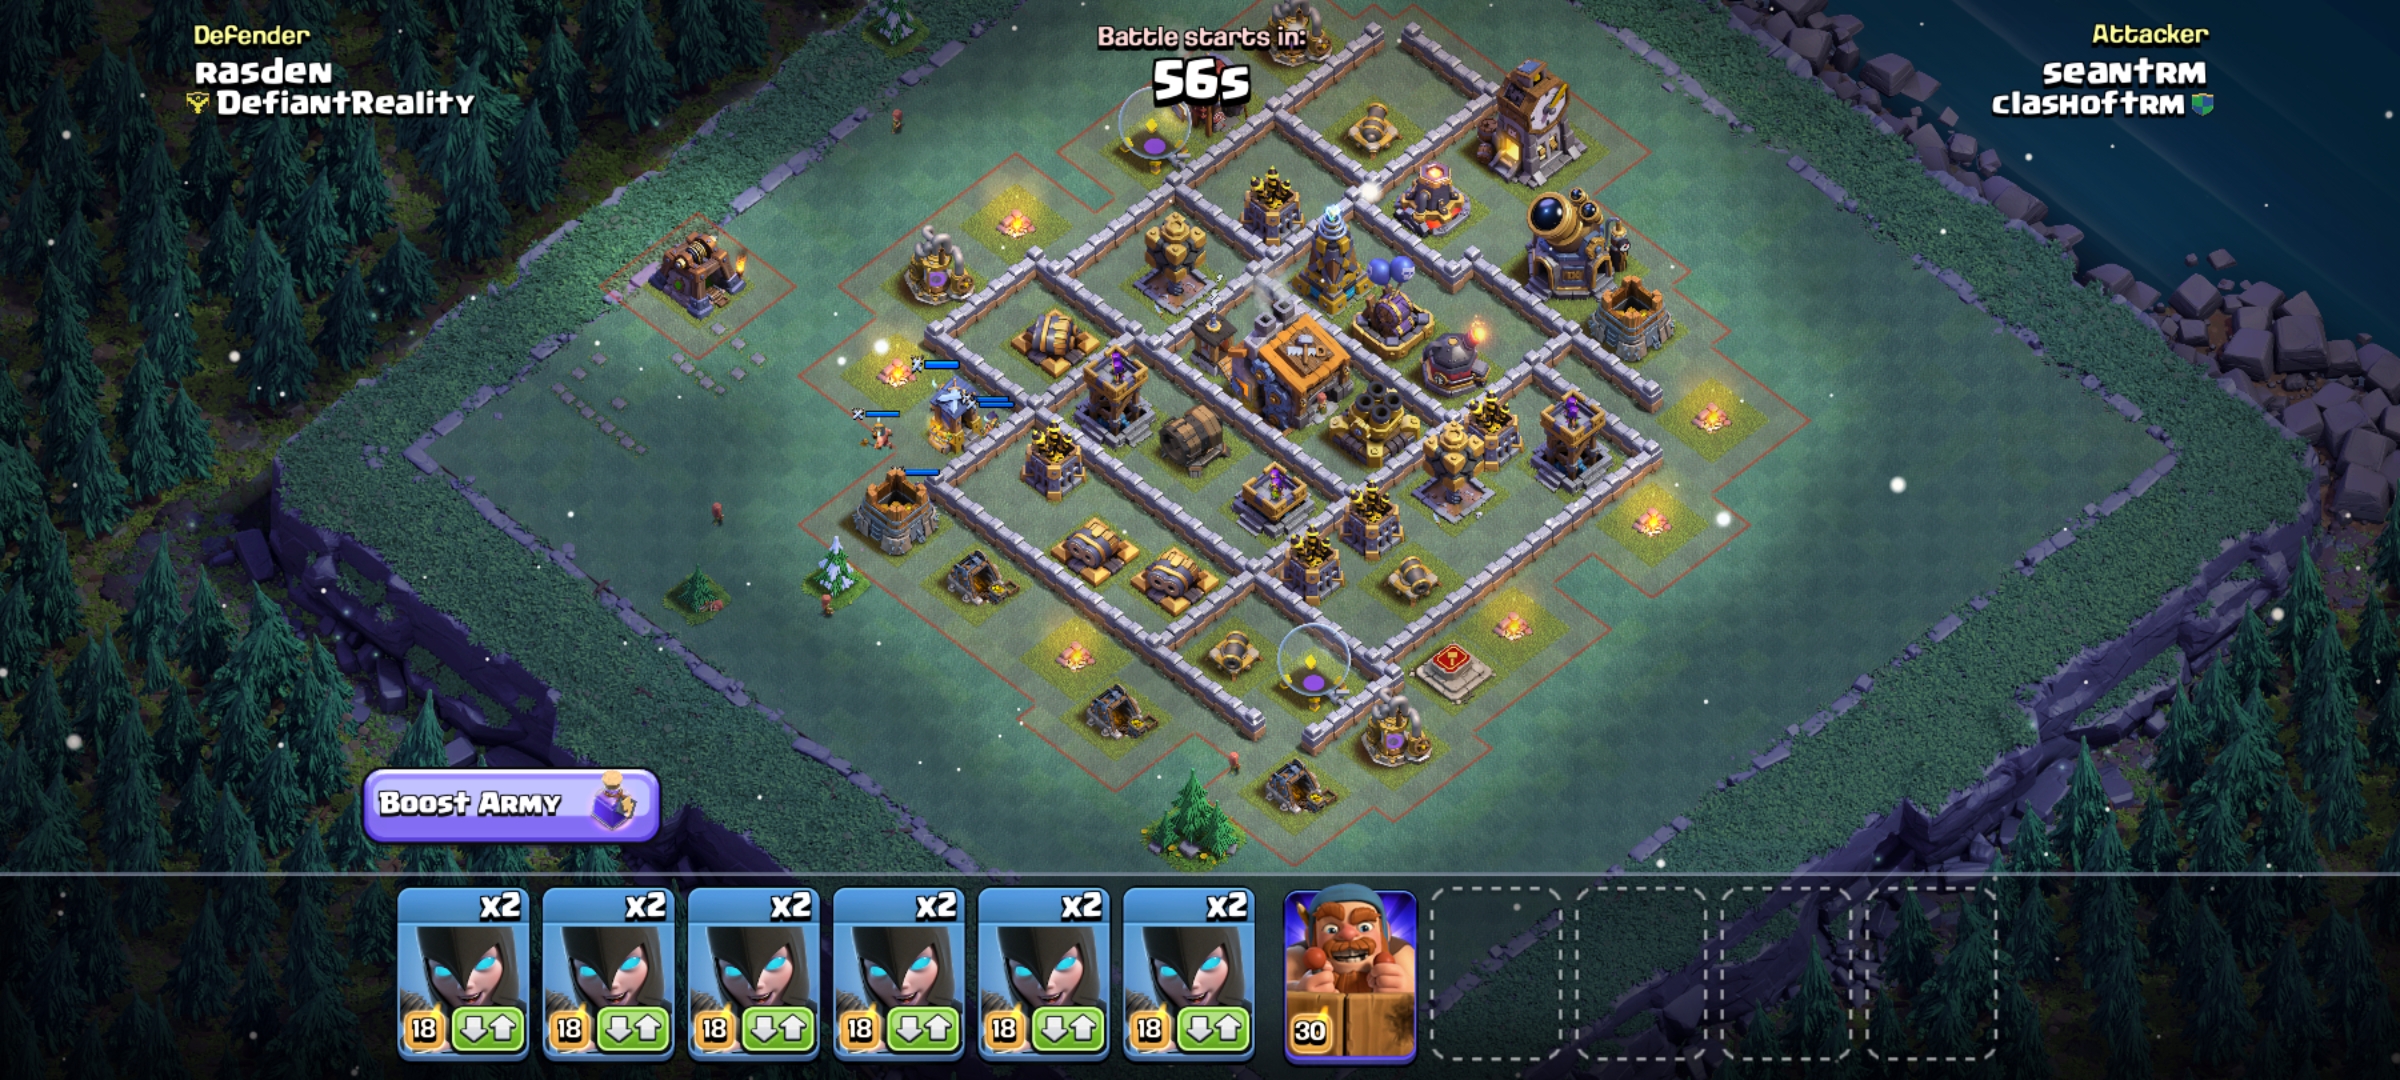 Defender
Rasden
DefiantReality
Battle starts in:
56s
Attacker
seantRM
clashoftRM
Boost Army
x2
x2
x2
x2
x2
x2
18
18
18
18
18
18
30